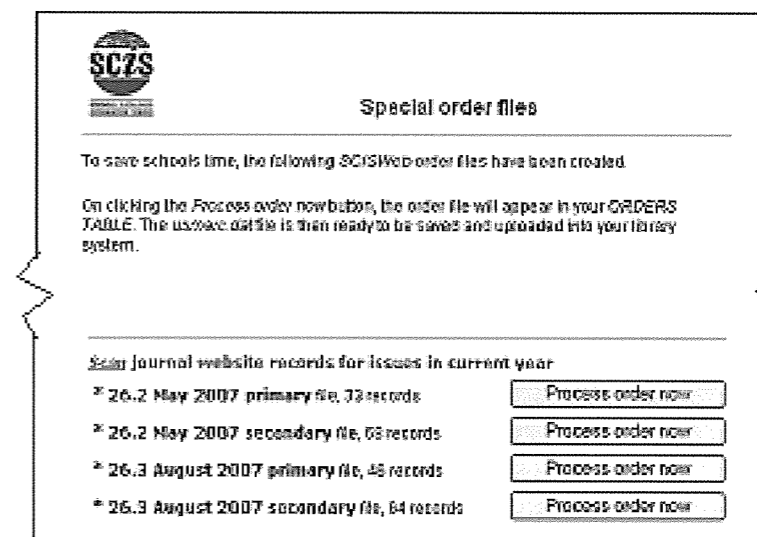 SCIS
Special order files
To save schools time, the following SCISWeb order files have been created.
On clicking the Process order now button, the order file will appear in your ORDERS
TABLE. The usmarc.dat file is then ready to be saved and uploaded into your library
system.
Scan journal website records for issues in current year
* 26.2 May 2007 primary file, records
Process order now
* 26.2 May 2007 secondary file, records
Process order now
* 26.3 August 2007 primary file, records
Process order now
* 26.3 August 2007 secondary file, records
Process order now